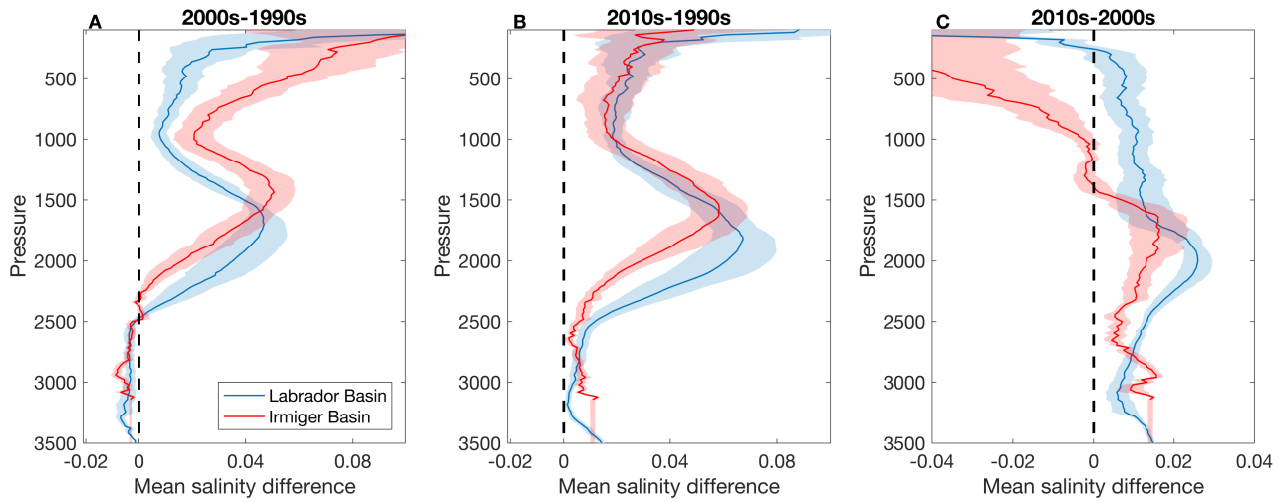 A
2000s-1990s
500
1000
1500
2000
2500
3000
3500
Pressure
-0.02
0
0.04
0.08
Mean salinity difference
Labrador Basin
Irmiger Basin
B
2010s-1990s
500
1000
1500
2000
2500
3000
3500
Pressure
-0.02
0
0.04
0.08
Mean salinity difference
C
2010s-2000s
500
1000
1500
2000
2500
3000
3500
Pressure
-0.04
-0.02
0
0.02
0.04
Mean salinity difference